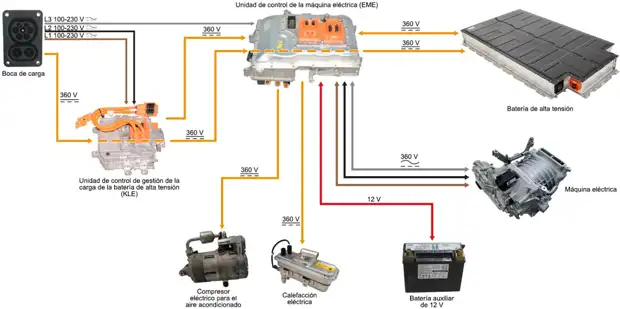 Unidad de control de la máquina eléctrica (EME)
L3 100-230 V
L2 100-230 V
L1 100-230 V
360 V
360 V
360 V
Boca de carga
360 V
360 V
360 V
Batería de alta tensión
Unidad de control de gestión de la
carga de la batería de alta tensión
(KLE)
360 V
Máquina eléctrica
360 V
12 V
360 V
Compresor
eléctrico para el
aire acondicionado
Calefacción
eléctrica
Batería auxiliar
de 12 V